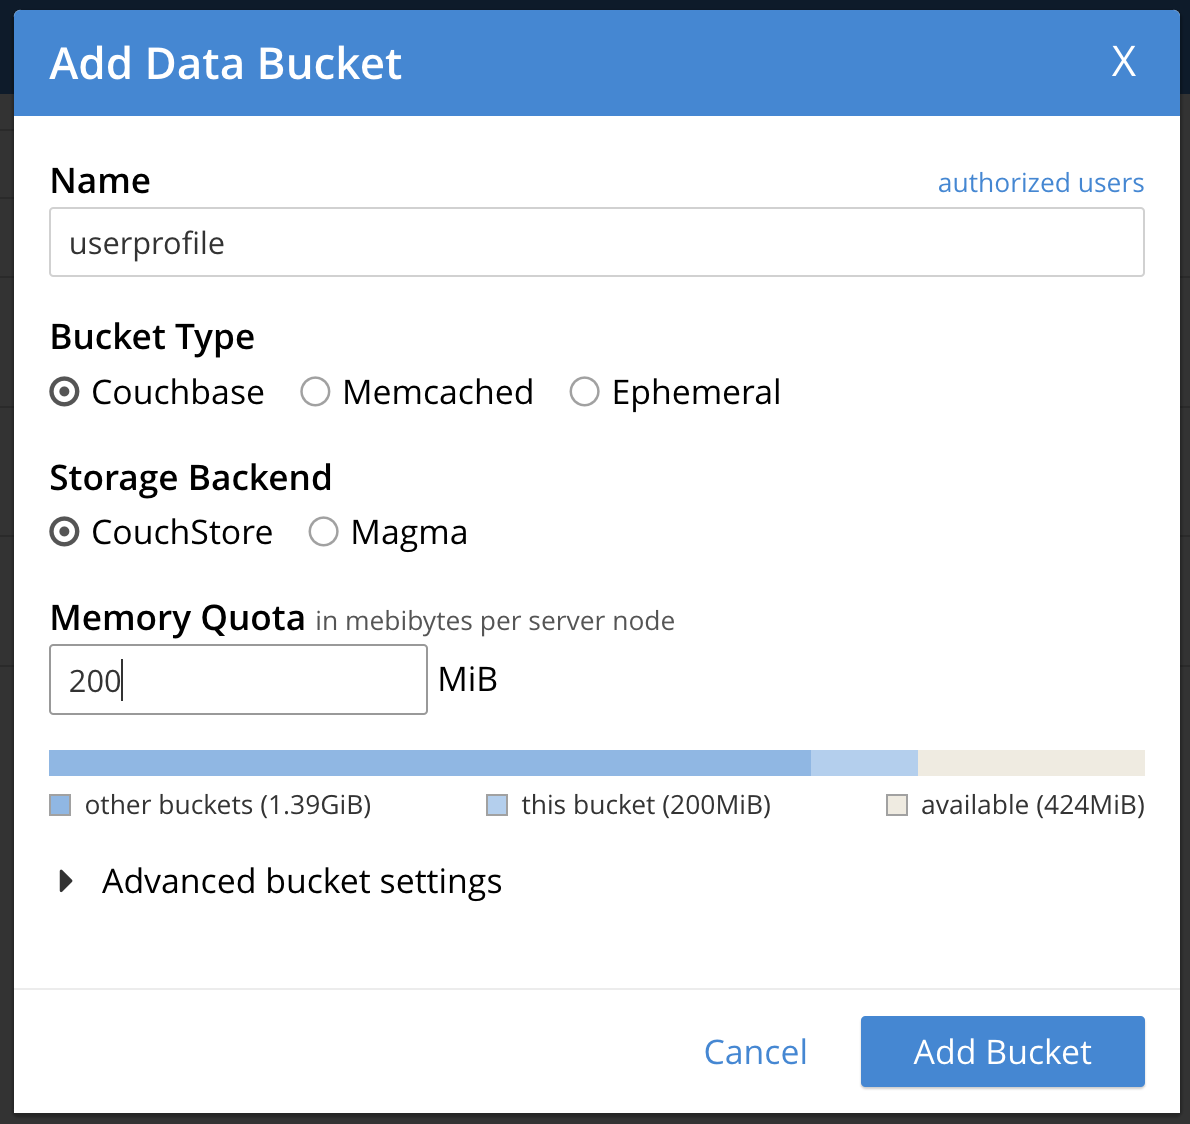 Add Data Bucket X
Name authorized users
userprofile
Bucket Type
Couchbase Memcached Ephemeral
Storage Backend
CouchStore Magma
Memory Quota in mebibytes per server node
200 MiB
other buckets (1.39GiB) this bucket (200MiB) available (424MiB)
Advanced bucket settings
Cancel Add Bucket